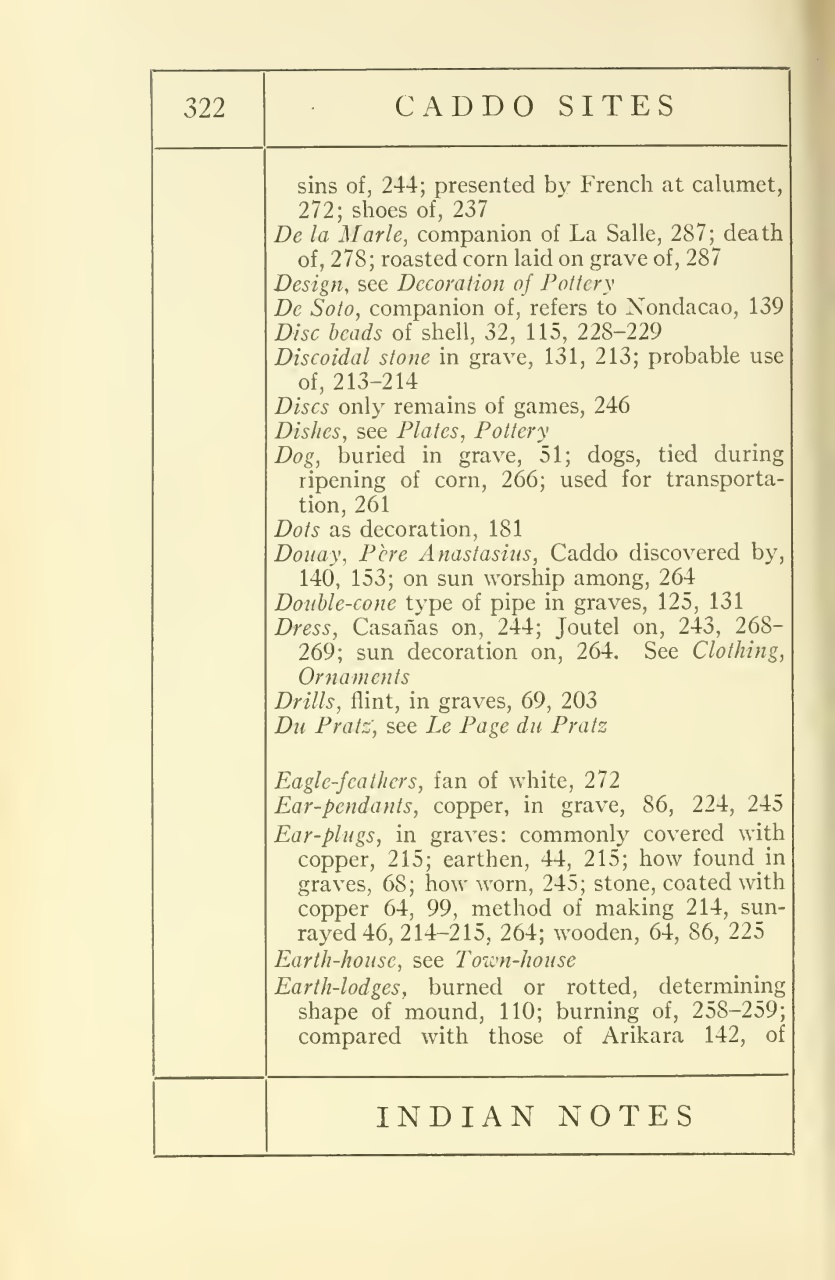 322
CADDO SITES
sins of, 244; presented by French at calumet,
272; shoes of, 237
De la Marle, companion of La Salle, 287; death
of, 278; roasted corn laid on grave of, 287
Design, see Decoration of Pottery
De Soto, companion of, refers to Nondacao, 139
Disc beads of shell, 32, 115, 228–229
Discoidal stone in grave, 131, 213; probable use
of, 213–214
Discs only remains of games, 246
Dishes, see Plates, Pottery
Dog, buried in grave, 51; dogs, tied during
ripening of corn, 266; used for transporta-
tion, 261
Dots as decoration, 181
Douay, Père Anastasius, Caddo discovered by,
140, 153; on sun worship among, 264
Double-cone type of pipe in graves, 125, 131
Dress, Casañas on, 244; Joutel on, 243, 268–
269; sun decoration on, 264. See Clothing,
Ornaments
Drills, flint, in graves, 69, 203
Du Pratz, see Le Page du Pratz
Eagle-feathers, fan of white, 272
Ear-pendants, copper, in grave, 86, 224, 245
Ear-plugs, in graves: commonly covered with
copper, 215; earthen, 44, 215; how found in
graves, 68; how worn, 245; stone, coated with
copper 64, 99, method of making 214, sun-
rayed 46, 214–215, 264; wooden, 64, 86, 225
Earth-house, see Town-house
Earth-lodges, burned or rotted, determining
shape of mound, 110; burning of, 258–259;
compared with those of Arikara 142, of
INDIAN NOTES